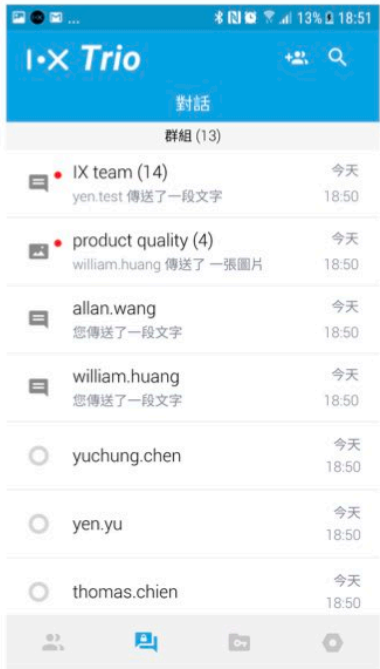 ... 13% 18:51
I·X Trio
對話
群組 (13)
IX team (14) 今天
yen.test 傳送了一段文字 18:50
product quality (4) 今天
william.huang 傳送了 一張圖片 18:50
allan.wang 今天
您傳送了一段文字 18:50
william.huang 今天
您傳送了一段文字 18:50
yuchung.chen 今天
18:50
yen.yu 今天
18:50
thomas.chien 今天
18:50